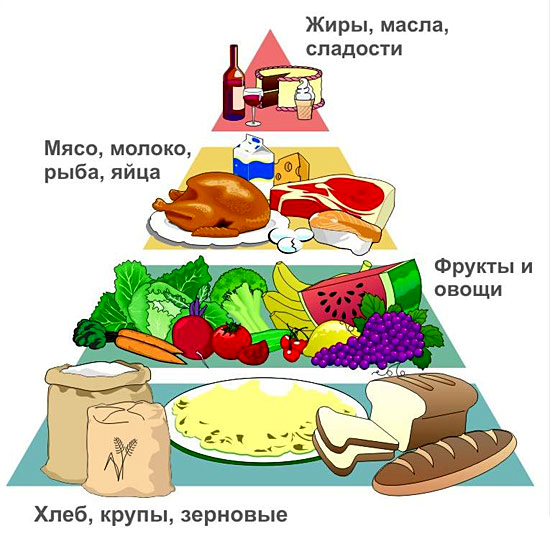 Жиры, масла,
сладости
Мясо, молоко,
рыба, яйца
Фрукты и
овощи
Хлеб, крупы, зерновые